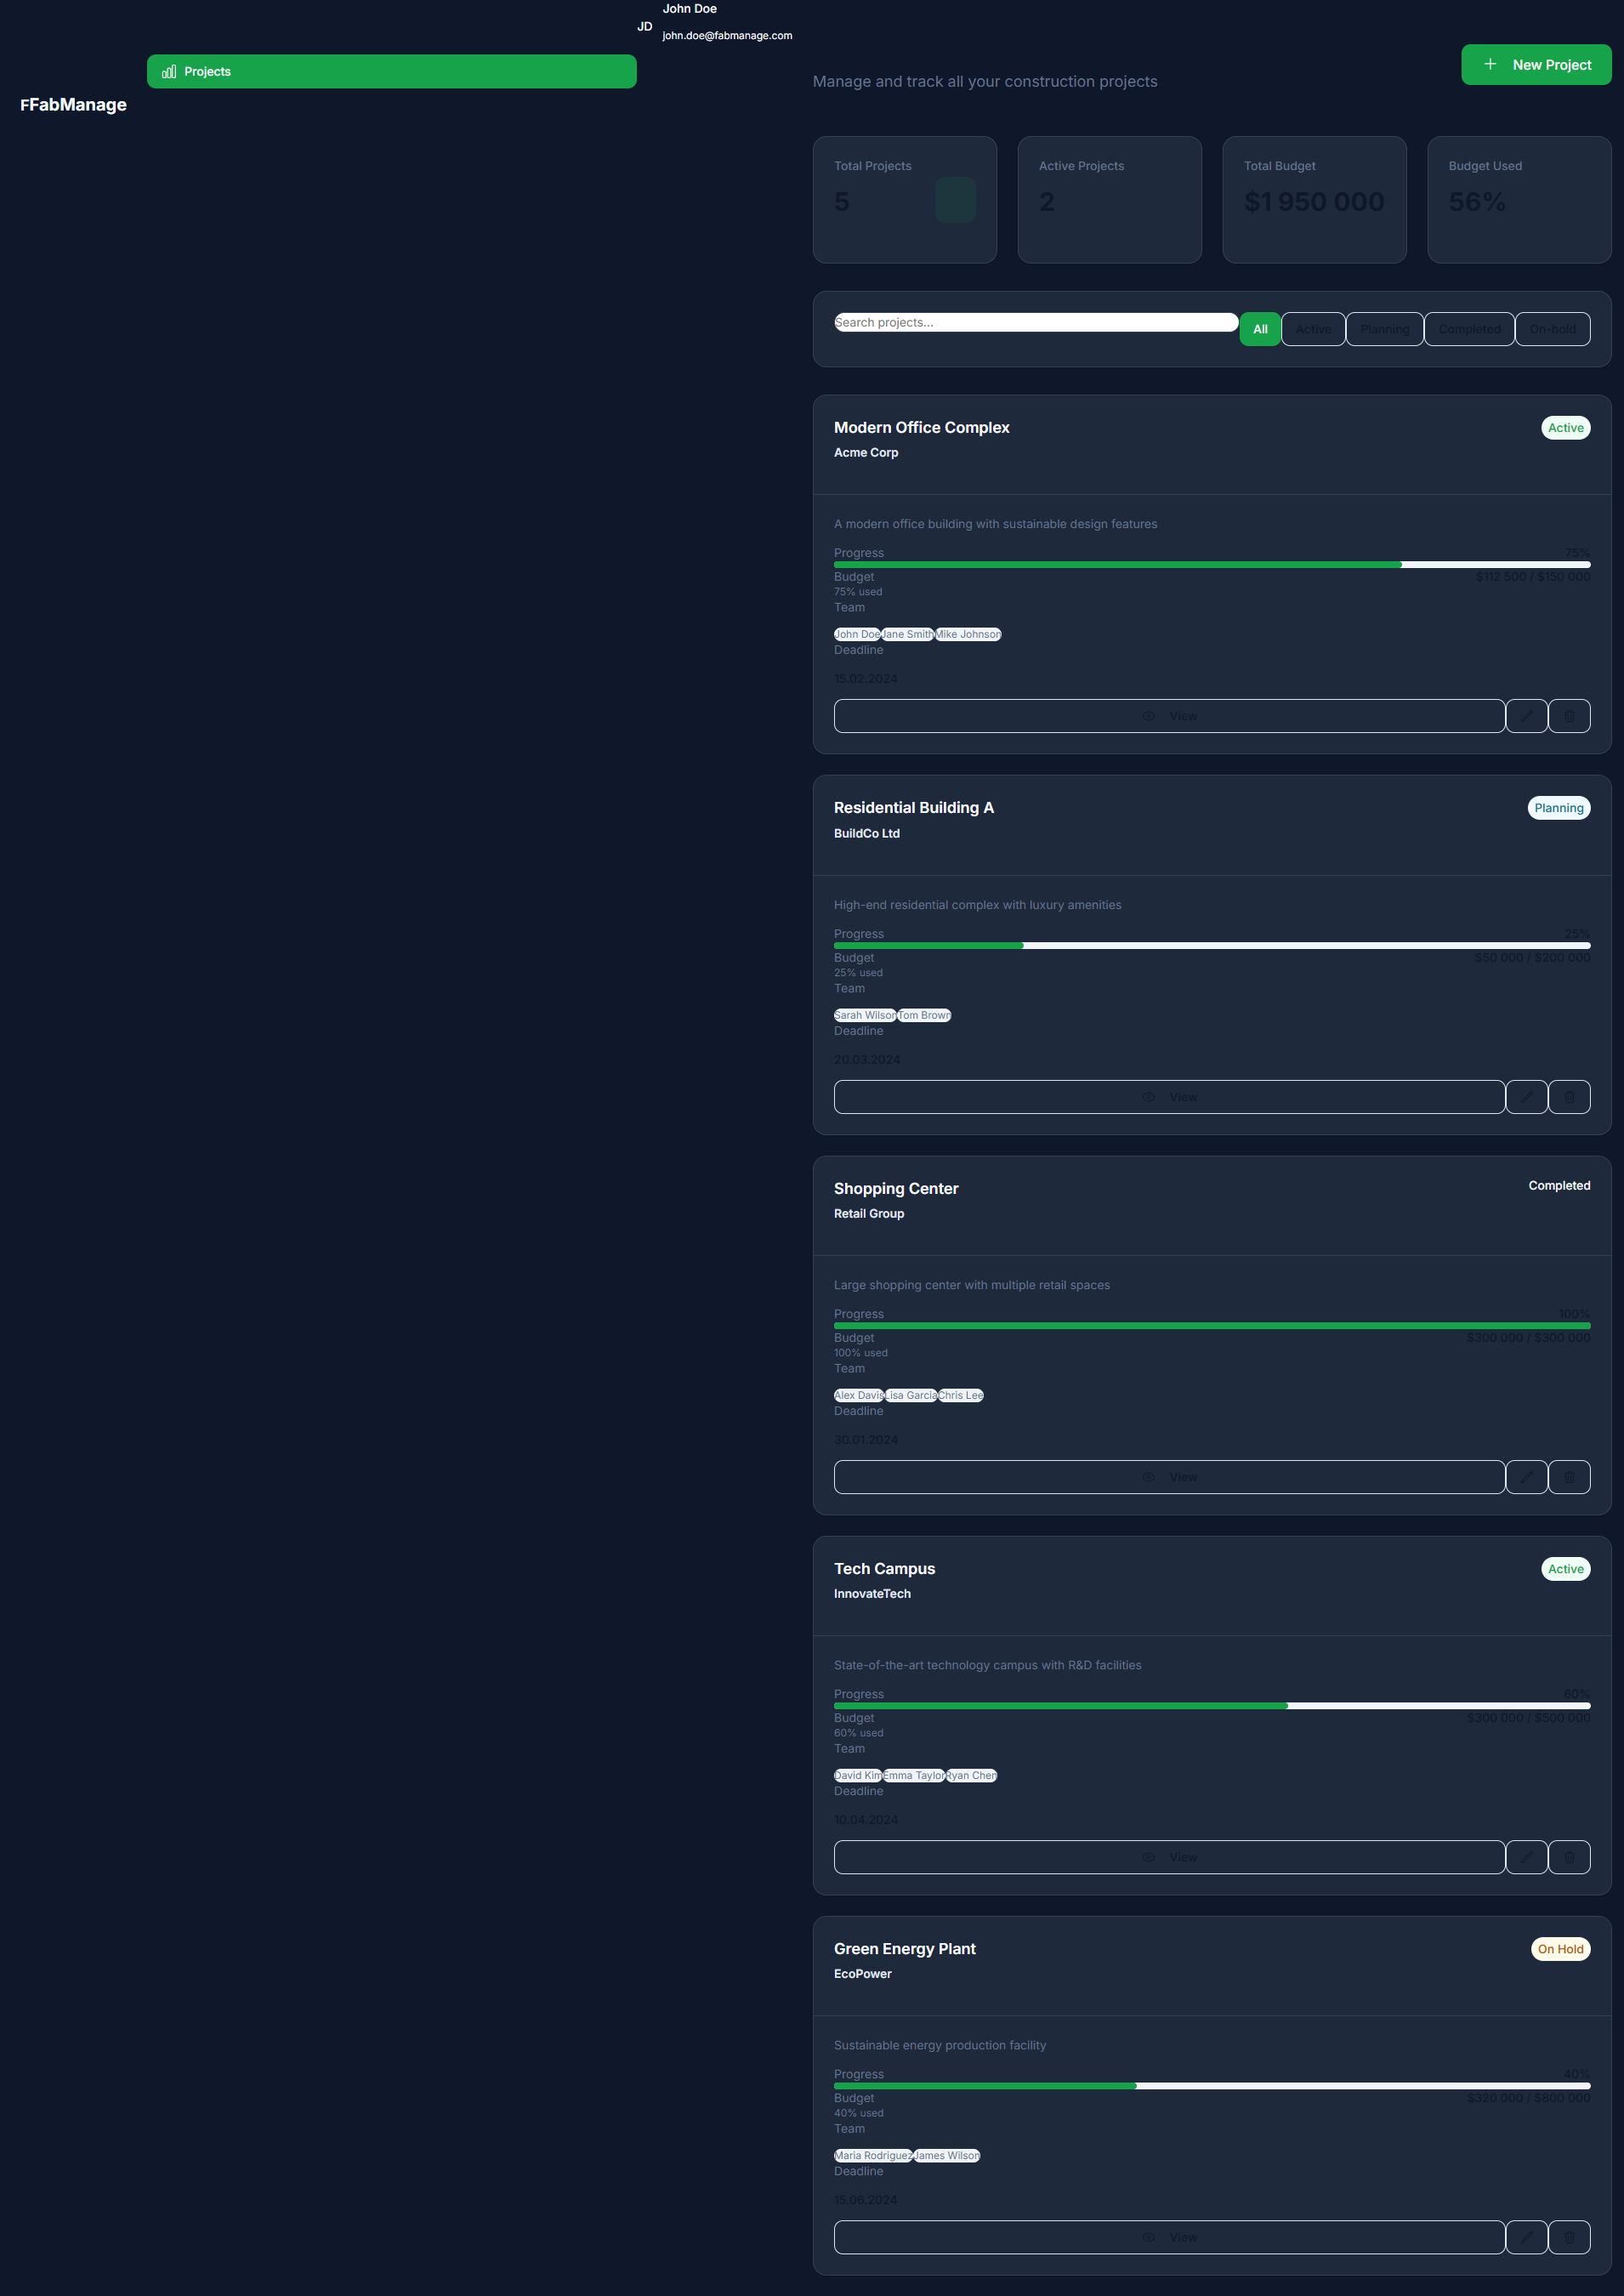 John Doe
JD
john.doe@fabmanage.com
Projects
FFabManage
New Project
Manage and track all your construction projects
Total Projects
5
Active Projects
2
Total Budget
$1 950 000
Budget Used
56%
Search projects...
All
Active
Planning
Completed
On-hold
Modern Office Complex
Active
Acme Corp
A modern office building with sustainable design features
Progress
75%
Budget
$112 500 / $150 000
75% used
Team
John Doe
Jane Smith
Mike Johnson
Deadline
15.02.2024
View
Residential Building A
Planning
BuildCo Ltd
High-end residential complex with luxury amenities
Progress
25%
Budget
$50 000 / $200 000
25% used
Team
Sarah Wilson
Tom Brown
Deadline
20.03.2024
View
Shopping Center
Completed
Retail Group
Large shopping center with multiple retail spaces
Progress
100%
Budget
$300 000 / $300 000
100% used
Team
Alex Davis
Lisa Garcia
Chris Lee
Deadline
30.01.2024
View
Tech Campus
Active
InnovateTech
State-of-the-art technology campus with R&D facilities
Progress
60%
Budget
$300 000 / $500 000
60% used
Team
David Kim
Emma Taylor
Ryan Chen
Deadline
10.04.2024
View
Green Energy Plant
On Hold
EcoPower
Sustainable energy production facility
Progress
40%
Budget
$320 000 / $800 000
40% used
Team
Maria Rodriguez
James Wilson
Deadline
15.06.2024
View